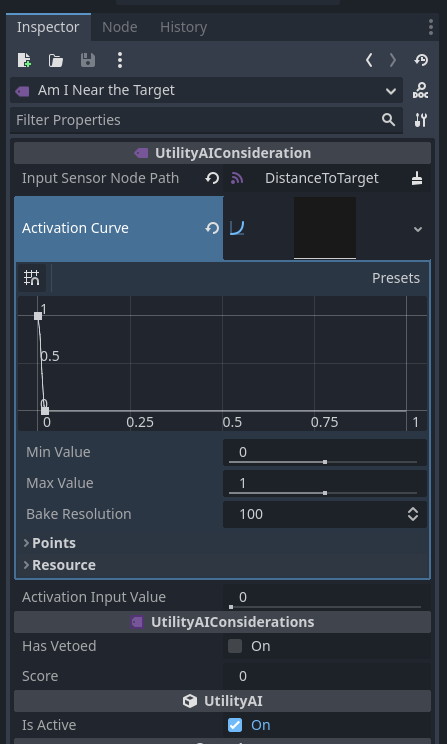 Inspector Node History
Am I Near the Target
DOC
Filter Properties
UtilityAIConsideration
Input Sensor Node Path DistanceToTarget
Activation Curve
Presets
1
0.5
0
0 0.25 0.5 0.75 1
Min Value 0
Max Value 1
Bake Resolution 100
Points
Resource
Activation Input Value 0
UtilityAIConsiderations
Has Vetoed On
Score 0
UtilityAI
Is Active On